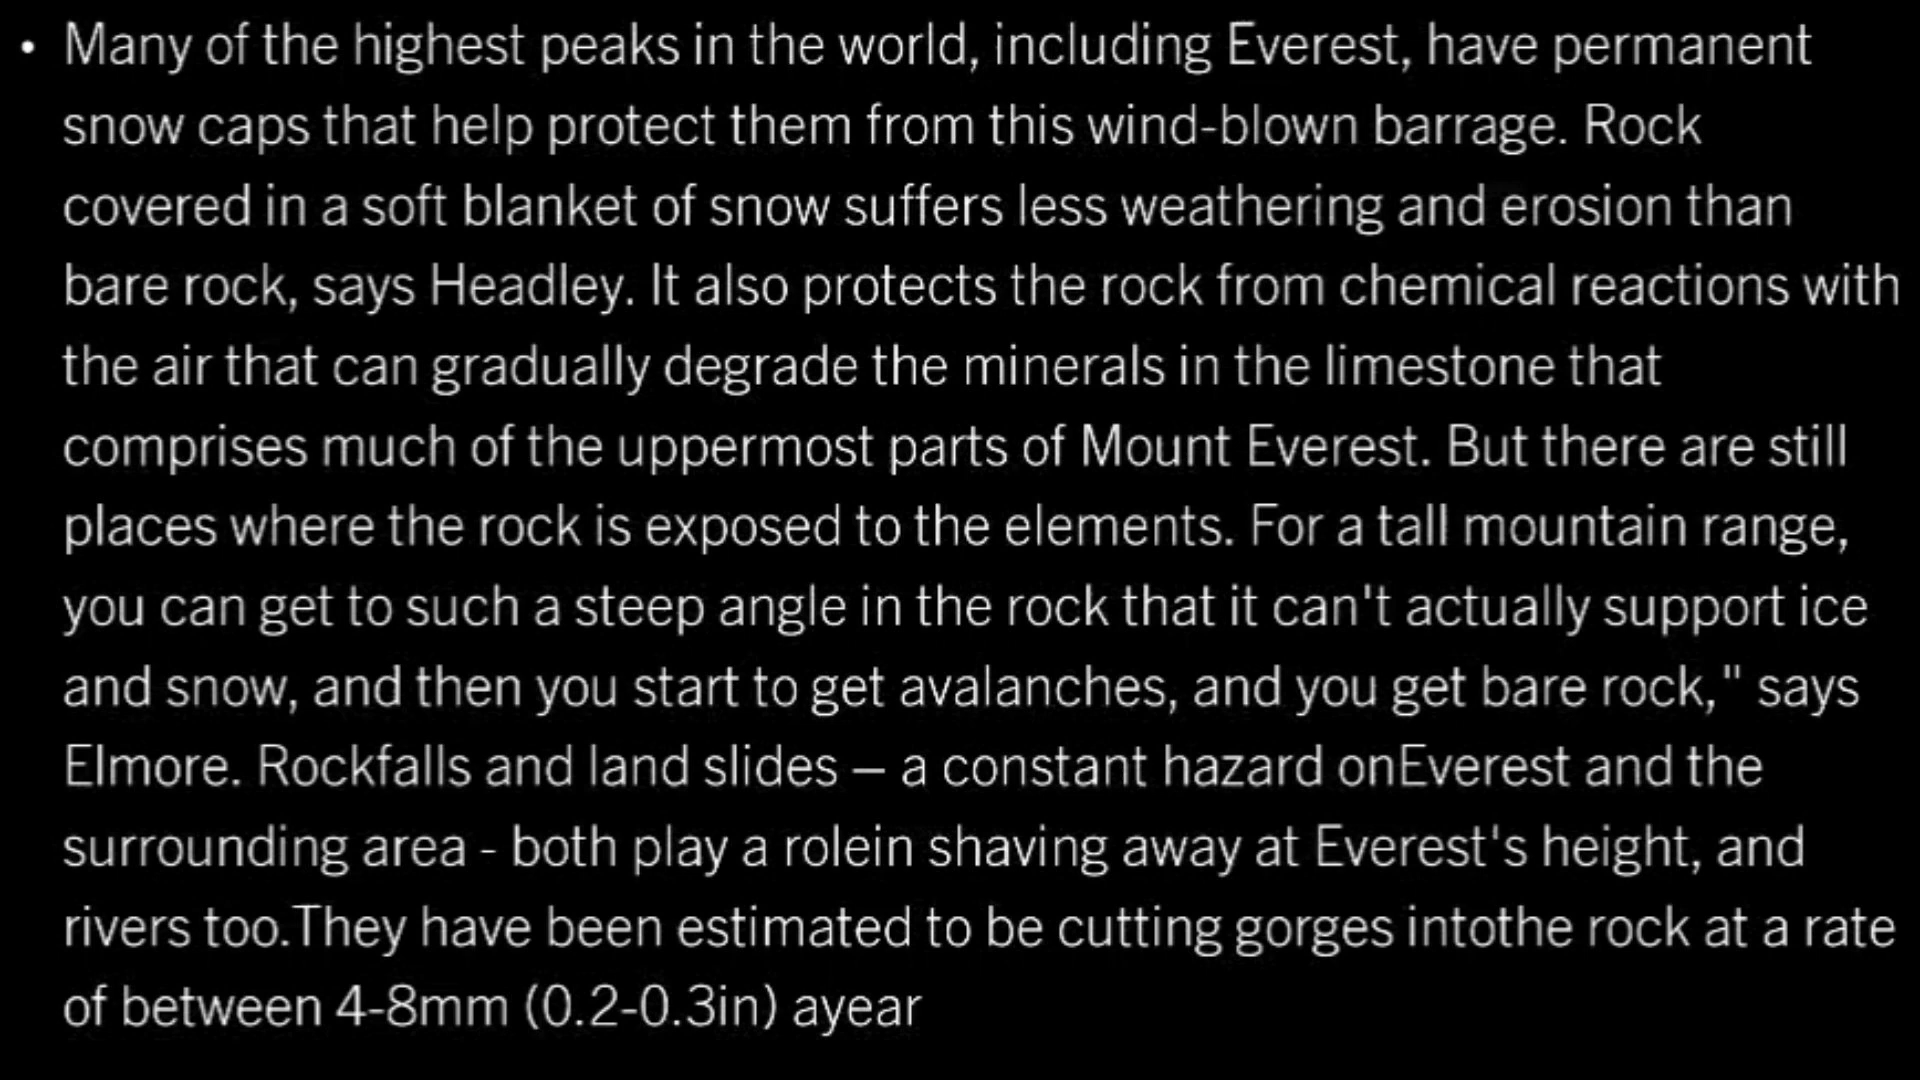 • Many of the highest peaks in the world, including Everest, have permanent
snow caps that help protect them from this wind-blown barrage. Rock
covered in a soft blanket of snow suffers less weathering and erosion than
bare rock, says Headley. It also protects the rock from chemical reactions with
the air that can gradually degrade the minerals in the limestone that
comprises much of the uppermost parts of Mount Everest. But there are still
places where the rock is exposed to the elements. For a tall mountain range,
you can get to such a steep angle in the rock that it can't actually support ice
and snow, and then you start to get avalanches, and you get bare rock," says
Elmore. Rockfalls and land slides – a constant hazard onEverest and the
surrounding area - both play a rolein shaving away at Everest's height, and
rivers too.They have been estimated to be cutting gorges intothe rock at a rate
of between 4-8mm (0.2-0.3in) ayear